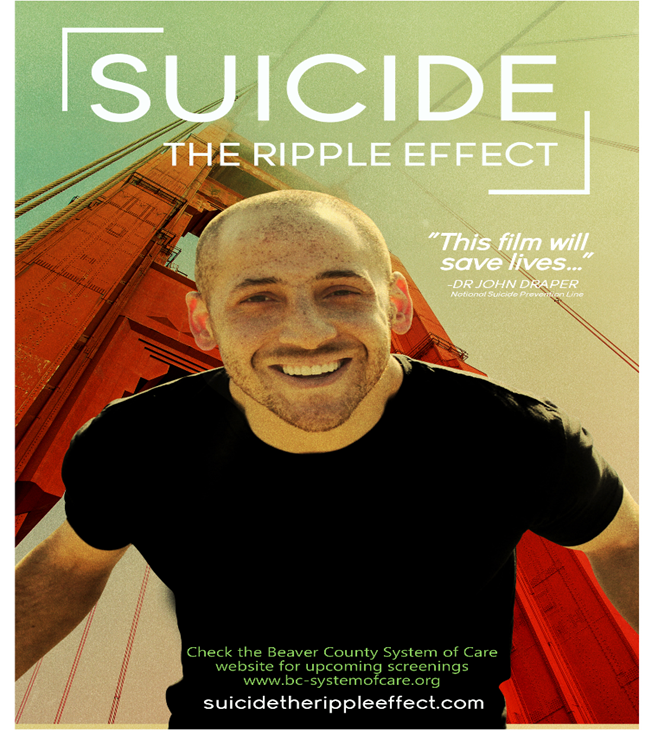 SUICIDE
THE RIPPLE EFFECT
"This film will
save lives..."
-DR JOHN DRAPER
National Suicide Prevention Line
Check the Beaver County System of Care
website for upcoming screenings
www.bc-systemofcare.org
suicidetherippleeffect.com